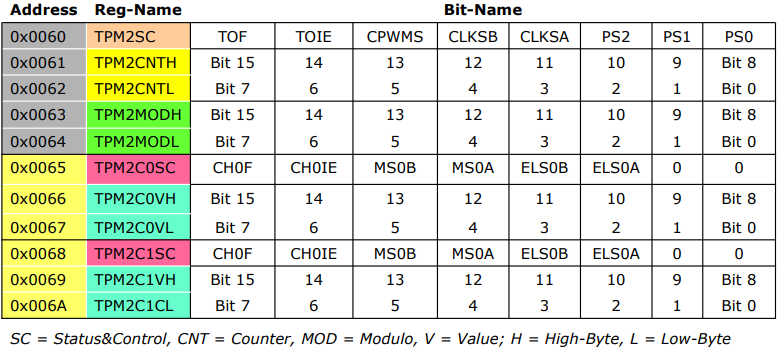 Address Reg-Name Bit-Name
0x0060 TPM2SC TOF TOIE CPWMS CLKSB CLKSA PS2 PS1 PS0
0x0061 TPM2CNTH Bit 15 14 13 12 11 10 9 Bit 8
0x0062 TPM2CNTL Bit 7 6 5 4 3 2 1 Bit 0
0x0063 TPM2MODH Bit 15 14 13 12 11 10 9 Bit 8
0x0064 TPM2MODL Bit 7 6 5 4 3 2 1 Bit 0
0x0065 TPM2C0SC CH0F CH0IE MS0B MS0A ELS0B ELS0A 0 0
0x0066 TPM2C0VH Bit 15 14 13 12 11 10 9 Bit 8
0x0067 TPM2C0VL Bit 7 6 5 4 3 2 1 Bit 0
0x0068 TPM2C1SC CH0F CH0IE MS0B MS0A ELS0B ELS0A 0 0
0x0069 TPM2C1VH Bit 15 14 13 12 11 10 9 Bit 8
0x006A TPM2C1CL Bit 7 6 5 4 3 2 1 Bit 0
SC = Status&Control, CNT = Counter, MOD = Modulo, V = Value; H = High-Byte, L = Low-Byte